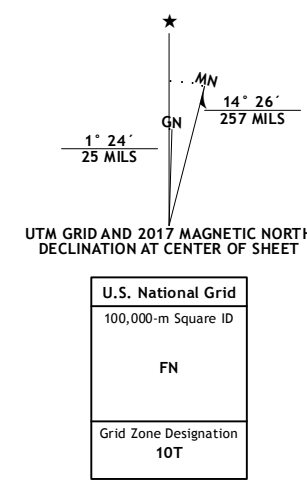 ★
MN
GN
14° 26´
257 MILS
1° 24´
25 MILS
UTM GRID AND 2017 MAGNETIC NORTH
DECLINATION AT CENTER OF SHEET
U.S. National Grid
100,000-m Square ID
FN
Grid Zone Designation
10T